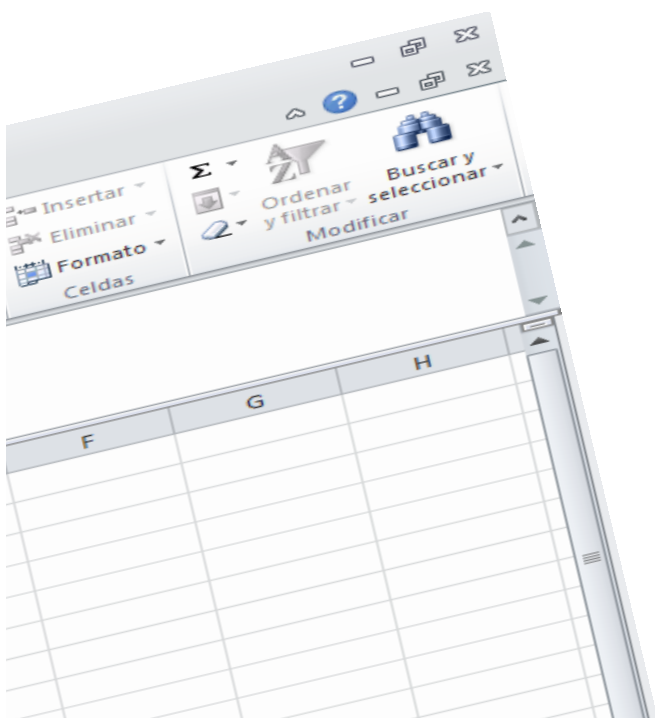 Insertar
Eliminar
Formato
Celdas
Σ
Ordenar
y filtrar
Buscar y
seleccionar
Modificar
F G H